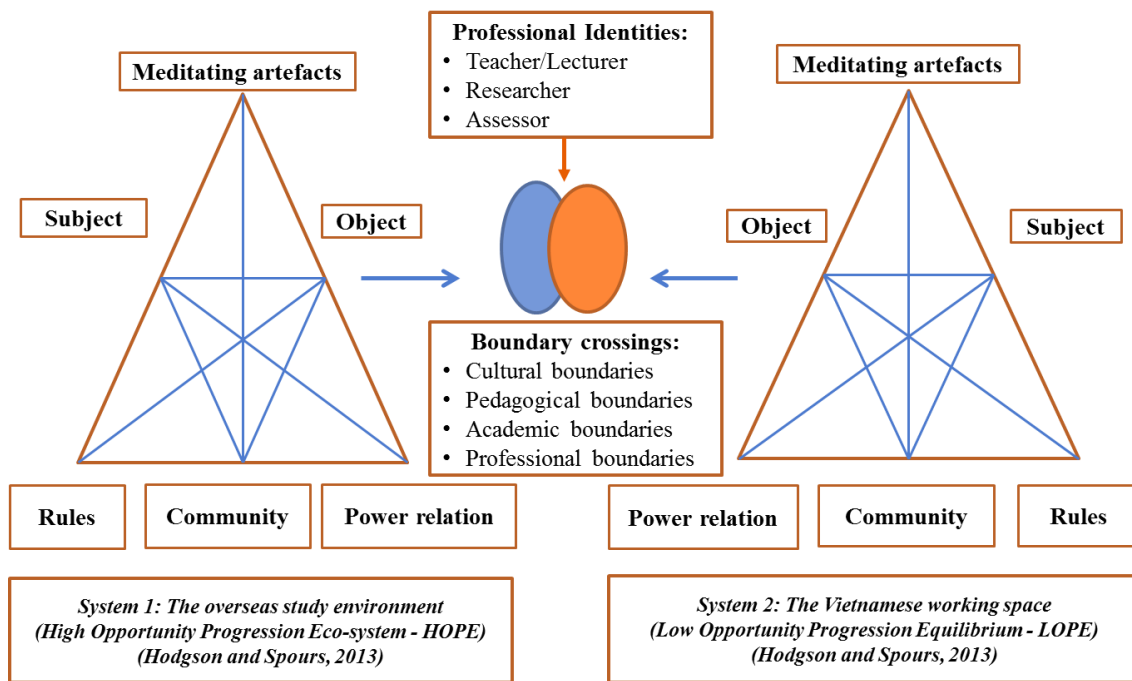 Professional Identities:
• Teacher/Lecturer
• Researcher
• Assessor
Meditating artefacts
Subject
Object
Rules
Community
Power relation
System 1: The overseas study environment
(High Opportunity Progression Eco-system - HOPE)
(Hodgson and Spours, 2013)
Boundary crossings:
• Cultural boundaries
• Pedagogical boundaries
• Academic boundaries
• Professional boundaries
Meditating artefacts
Object
Subject
Power relation
Community
Rules
System 2: The Vietnamese working space
(Low Opportunity Progression Equilibrium - LOPE)
(Hodgson and Spours, 2013)